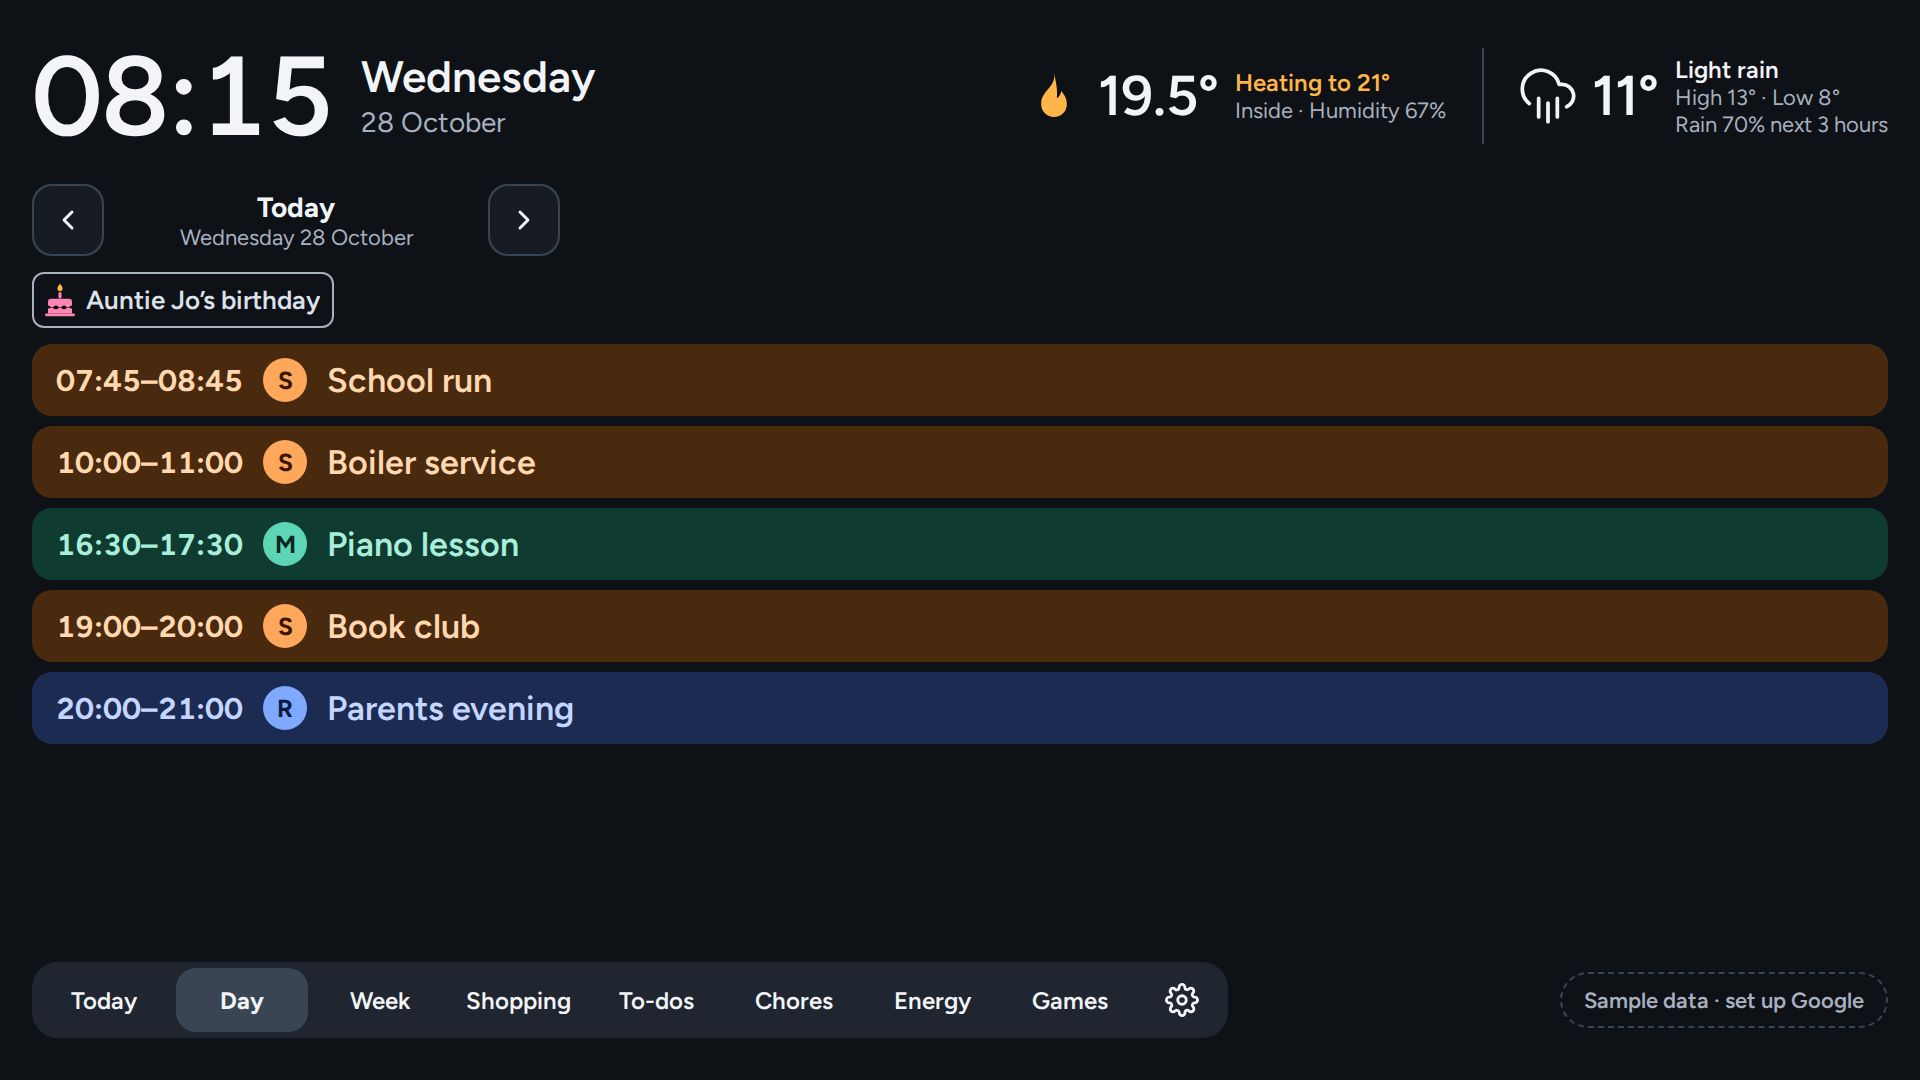 08:15
Wednesday
28 October
19.5°
Heating to 21°
Inside · Humidity 67%
11°
Light rain
High 13° · Low 8°
Rain 70% next 3 hours
Today
Wednesday 28 October
Auntie Jo’s birthday
07:45–08:45 S School run
10:00–11:00 S Boiler service
16:30–17:30 M Piano lesson
19:00–20:00 S Book club
20:00–21:00 R Parents evening
Today Day Week Shopping To-dos Chores Energy Games
Sample data · set up Google